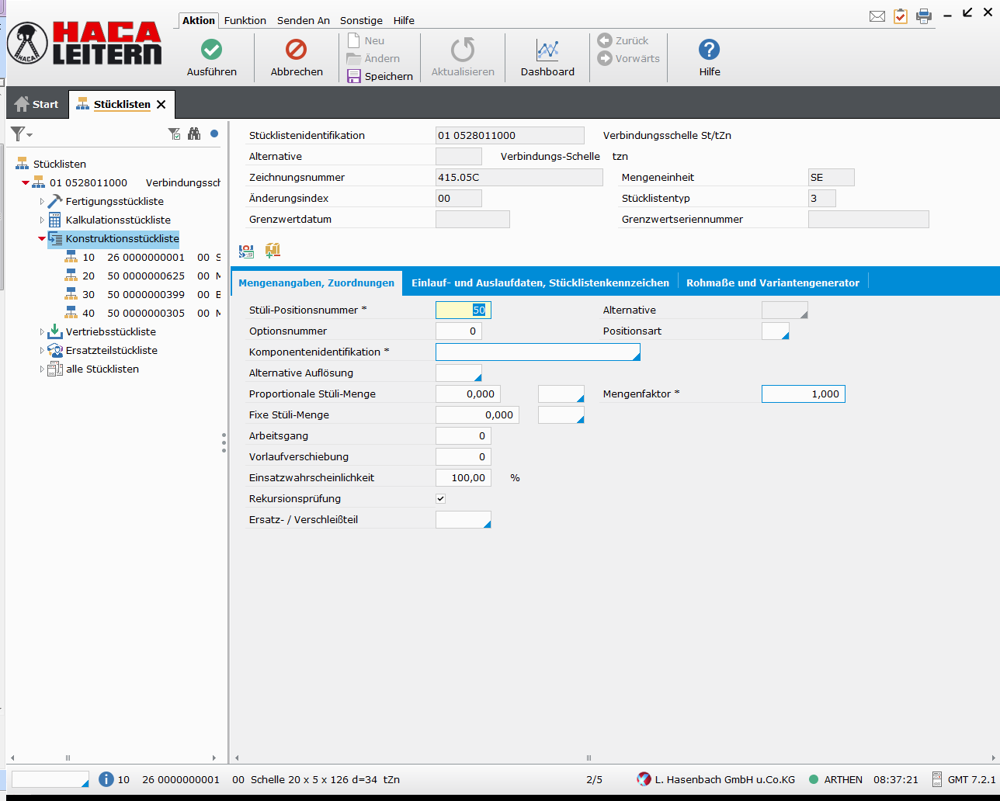 Aktion Funktion Senden An Sonstige Hilfe
HACA
LEITERN
HACA
Ausführen
Abbrechen
Neu
Ändern
Speichern
Aktualisieren
Dashboard
Zurück
Vorwärts
Hilfe
Start
Stücklisten
Stücklisten
01 0528011000 Verbindungssch
Fertigungsstückliste
Kalkulationsstückliste
Konstruktionsstückliste
10 26 0000000001 00 S
20 50 0000000625 00 M
30 50 0000000399 00 B
40 50 0000000305 00 M
Vertriebsstückliste
Ersatzteilstückliste
alle Stücklisten
Stücklistenidentifikation 01 0528011000 Verbindungsschelle St/tZn
Alternative Verbindungs-Schelle tzn
Zeichnungsnummer 415.05C Mengeneinheit SE
Änderungsindex 00 Stücklistentyp 3
Grenzwertdatum Grenzwertseriennummer
Mengenangaben, Zuordnungen Einlauf- und Auslaufdaten, Stücklistenkennzeichen Rohmaße und Variantengenerator
Stüli-Positionsnummer * 50 Alternative
Optionsnummer 0 Positionsart
Komponentenidentifikation *
Alternative Auflösung
Proportionale Stüli-Menge 0,000 Mengenfaktor * 1,000
Fixe Stüli-Menge 0,000
Arbeitsgang 0
Vorlaufverschiebung 0
Einsatzwahrscheinlichkeit 100,00 %
Rekursionsprüfung
Ersatz- / Verschleißteil
10 26 0000000001 00 Schelle 20 x 5 x 126 d=34 tZn 2/5 L. Hasenbach GmbH u.Co.KG ARTHEN 08:37:21 GMT 7.2.1